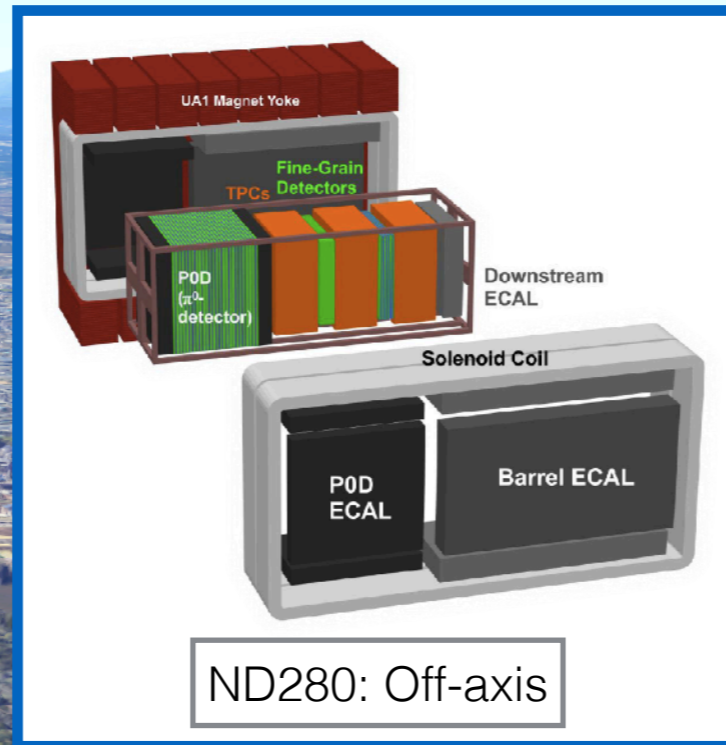 UA1 Magnet Yoke
Fine-Grain
Detectors
TPCs
P0D
(π⁰-
detector)
Downstream
ECAL
Solenoid Coil
P0D
ECAL
Barrel ECAL
ND280: Off-axis